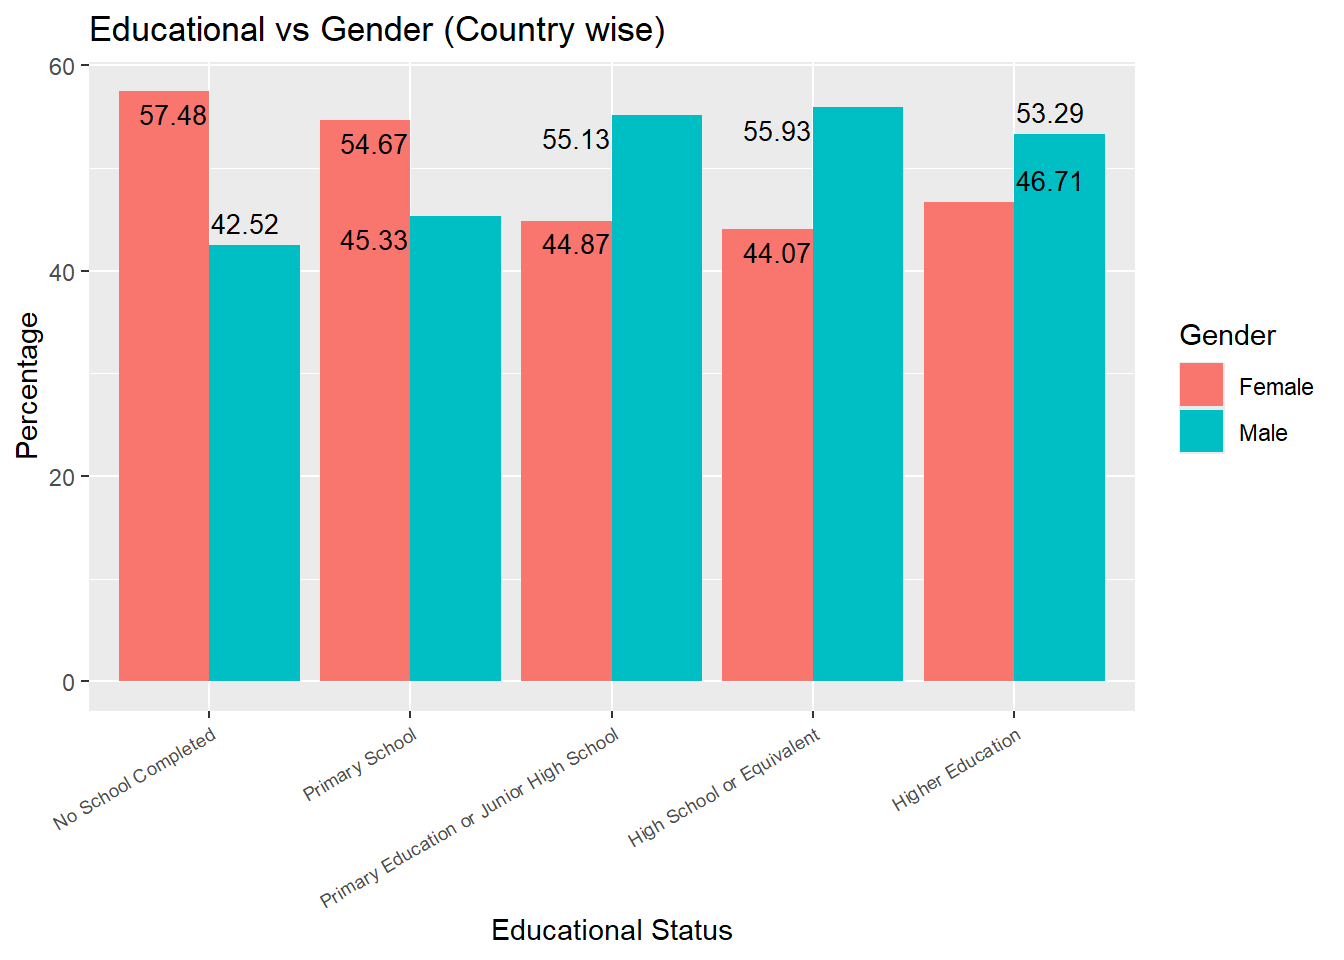 Educational vs Gender (Country wise)
Percentage
60
40
20
0
57.48
42.52
54.67
45.33
55.13
44.87
55.93
44.07
53.29
46.71
No School Completed
Primary School
Primary Education or Junior High School
High School or Equivalent
Higher Education
Educational Status
Gender
Female
Male